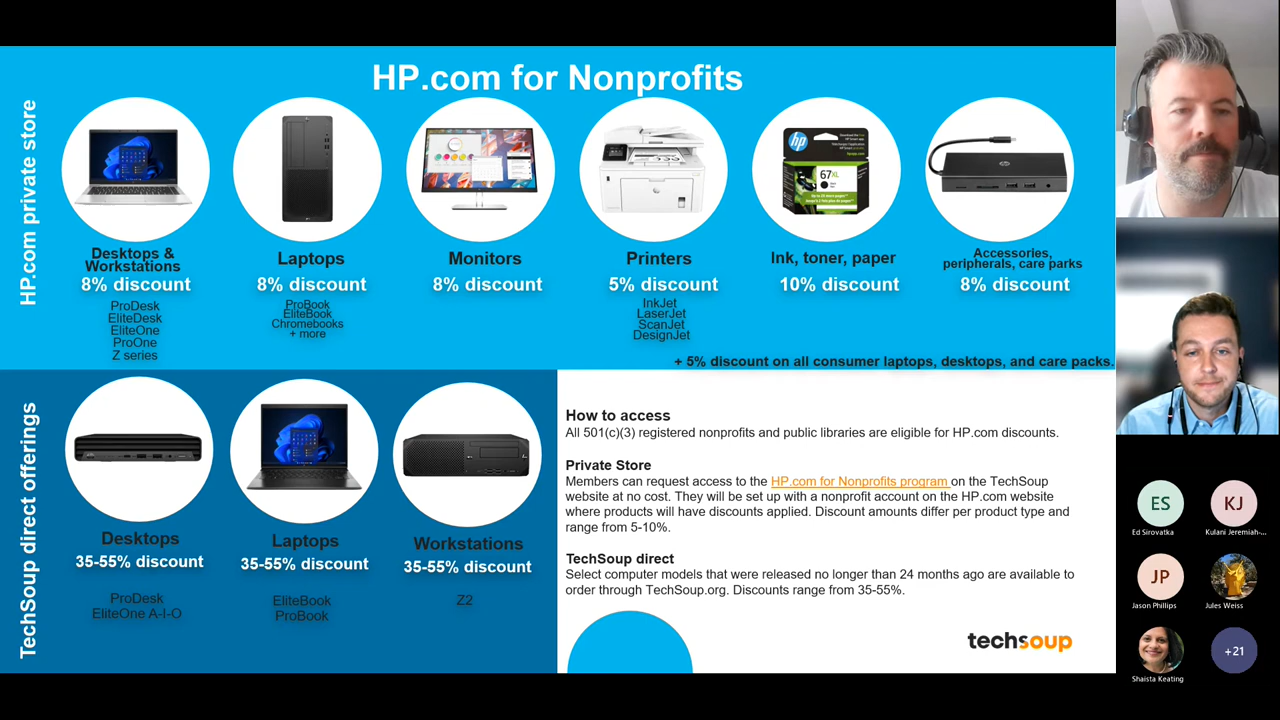 HP.com for Nonprofits
HP.com private store
hp
67XL
Desktops &
Workstations
8% discount
ProDesk
EliteDesk
EliteOne
ProOne
Z series
Laptops
8% discount
ProBook
EliteBook
Chromebooks
+ more
Monitors
8% discount
Printers
5% discount
InkJet
LaserJet
ScanJet
DesignJet
Ink, toner, paper
10% discount
Accessories,
peripherals, care parks
8% discount
+ 5% discount on all consumer laptops, desktops, and care packs.
TechSoup direct offerings
Desktops
35-55% discount
ProDesk
EliteOne A-I-O
Laptops
35-55% discount
EliteBook
ProBook
Workstations
35-55% discount
Z2
How to access
All 501(c)(3) registered nonprofits and public libraries are eligible for HP.com discounts.
Private Store
Members can request access to the HP.com for Nonprofits program on the TechSoup
website at no cost. They will be set up with a nonprofit account on the HP.com website
where products will have discounts applied. Discount amounts differ per product type and
range from 5-10%.
TechSoup direct
Select computer models that were released no longer than 24 months ago are available to
order through TechSoup.org. Discounts range from 35-55%.
techsoup
ES
Ed Sirovatka
KJ
Kulani Jeremiah-...
JP
Jason Phillips
Jules Weiss
Shaista Keating
+21